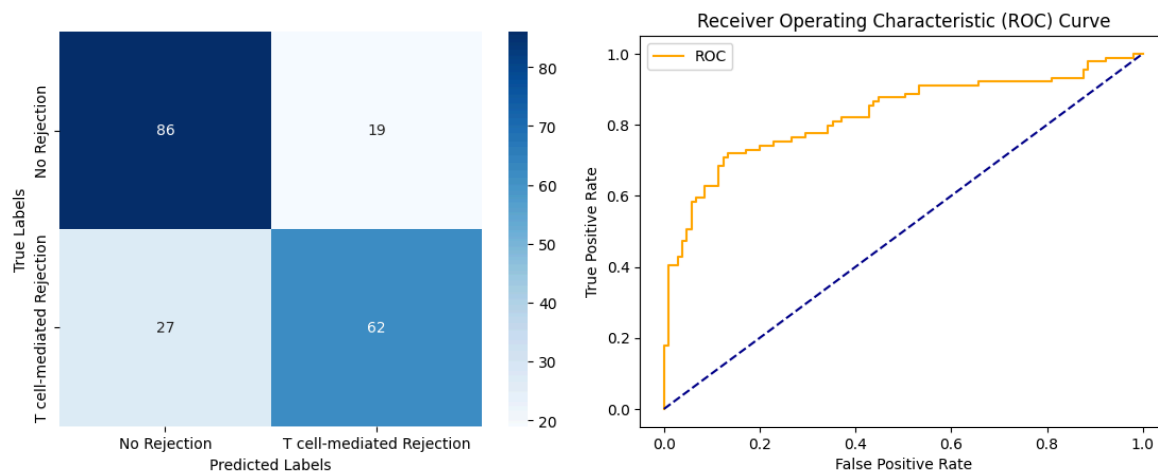 No Rejection
T cell-mediated Rejection
True Labels
86
19
27
62
No Rejection
T cell-mediated Rejection
Predicted Labels
80
70
60
50
40
30
20
Receiver Operating Characteristic (ROC) Curve
ROC
True Positive Rate
1.0
0.8
0.6
0.4
0.2
0.0
0.0
0.2
0.4
0.6
0.8
1.0
False Positive Rate